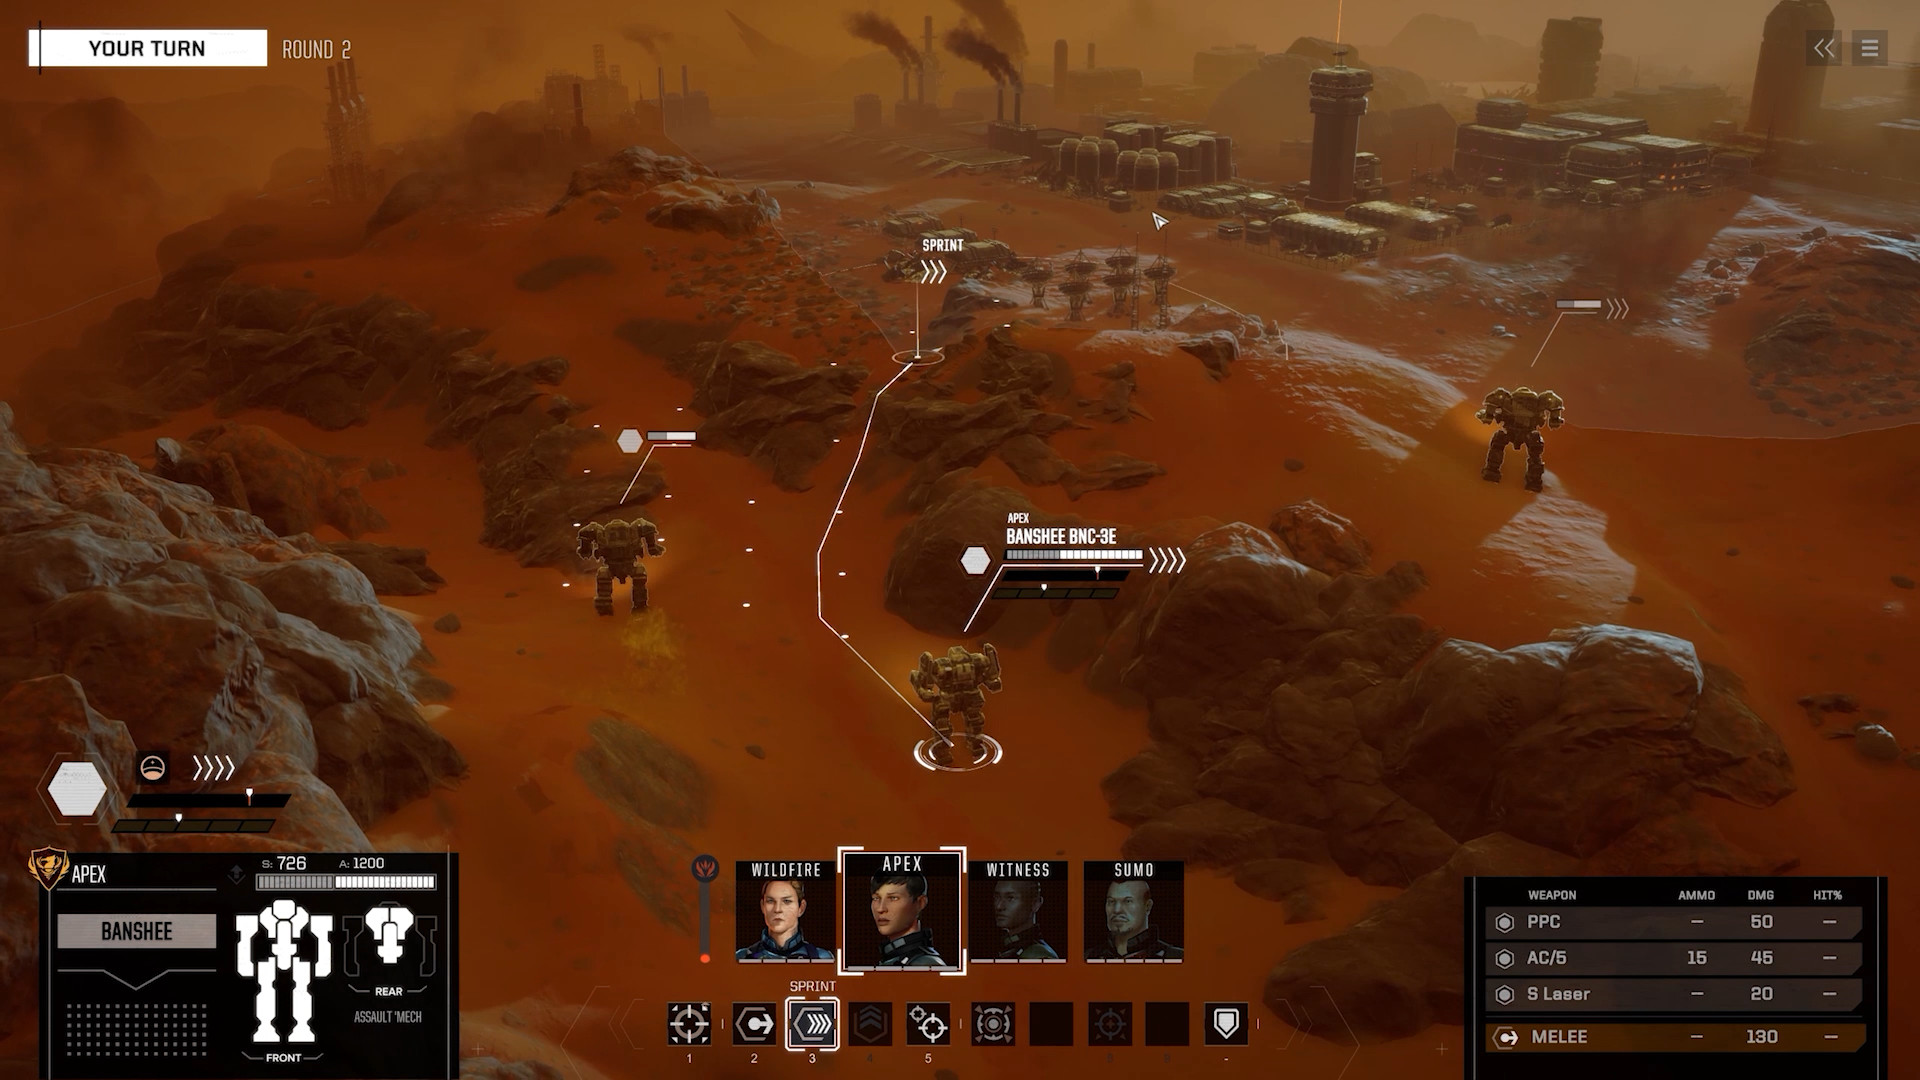 YOUR TURN
ROUND 2
SPRINT
APEX
BANSHEE BNC-3E
APEX
S: 726 A: 1200
BANSHEE
REAR
ASSAULT 'MECH
FRONT
WILDFIRE
APEX
WITNESS
SUMO
SPRINT
1 2 3 4 5 -
WEAPON AMMO DMG HIT%
PPC — 50 —
AC/5 15 45 —
S Laser — 20 —
MELEE — 130 —